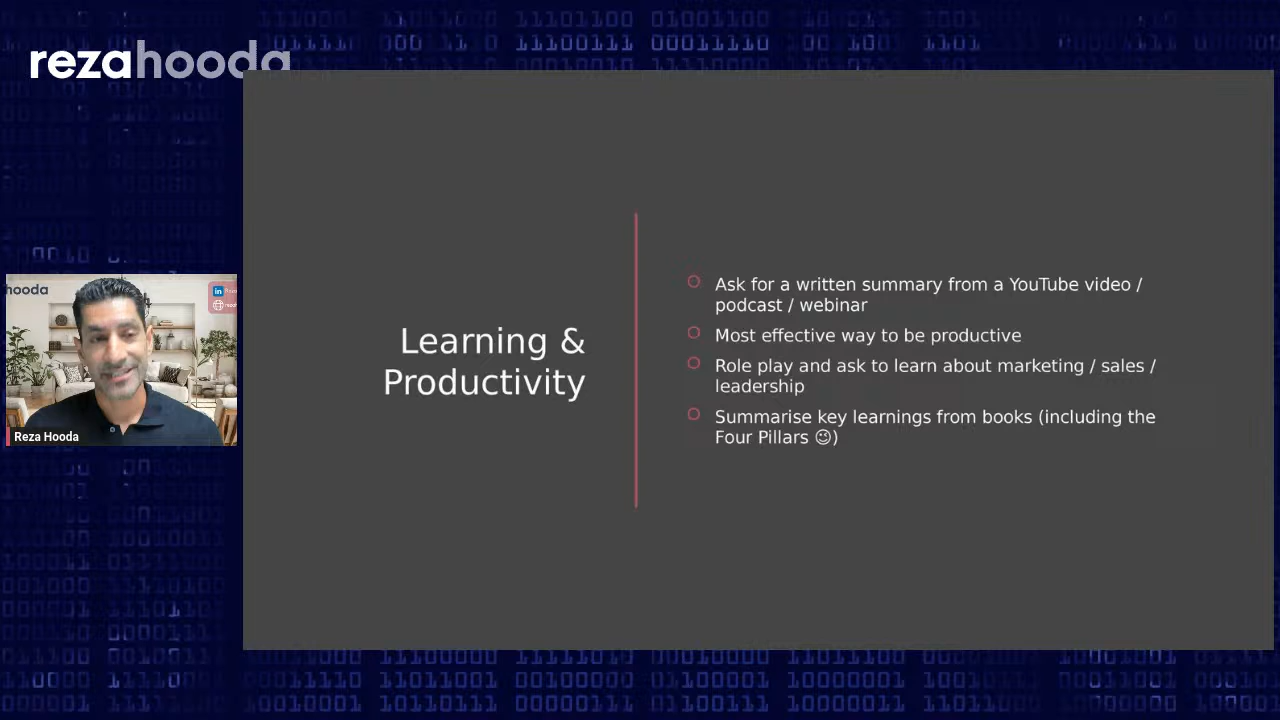 rezahooda
Learning &
Productivity
Ask for a written summary from a YouTube video /
podcast / webinar
Most effective way to be productive
Role play and ask to learn about marketing / sales /
leadership
Summarise key learnings from books (including the
Four Pillars 😉)
hooda
in
Reza Hooda